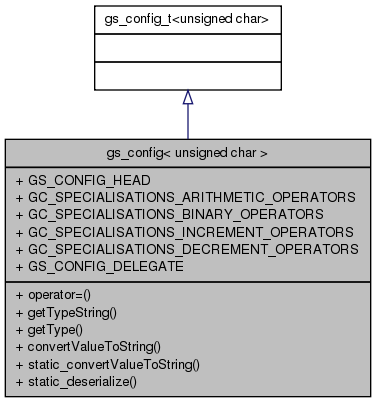 gs_config_t<unsigned char>
gs_config< unsigned char >
+ GS_CONFIG_HEAD
+ GC_SPECIALISATIONS_ARITHMETIC_OPERATORS
+ GC_SPECIALISATIONS_BINARY_OPERATORS
+ GC_SPECIALISATIONS_INCREMENT_OPERATORS
+ GC_SPECIALISATIONS_DECREMENT_OPERATORS
+ GS_CONFIG_DELEGATE
+ operator=()
+ getTypeString()
+ getType()
+ convertValueToString()
+ static_convertValueToString()
+ static_deserialize()